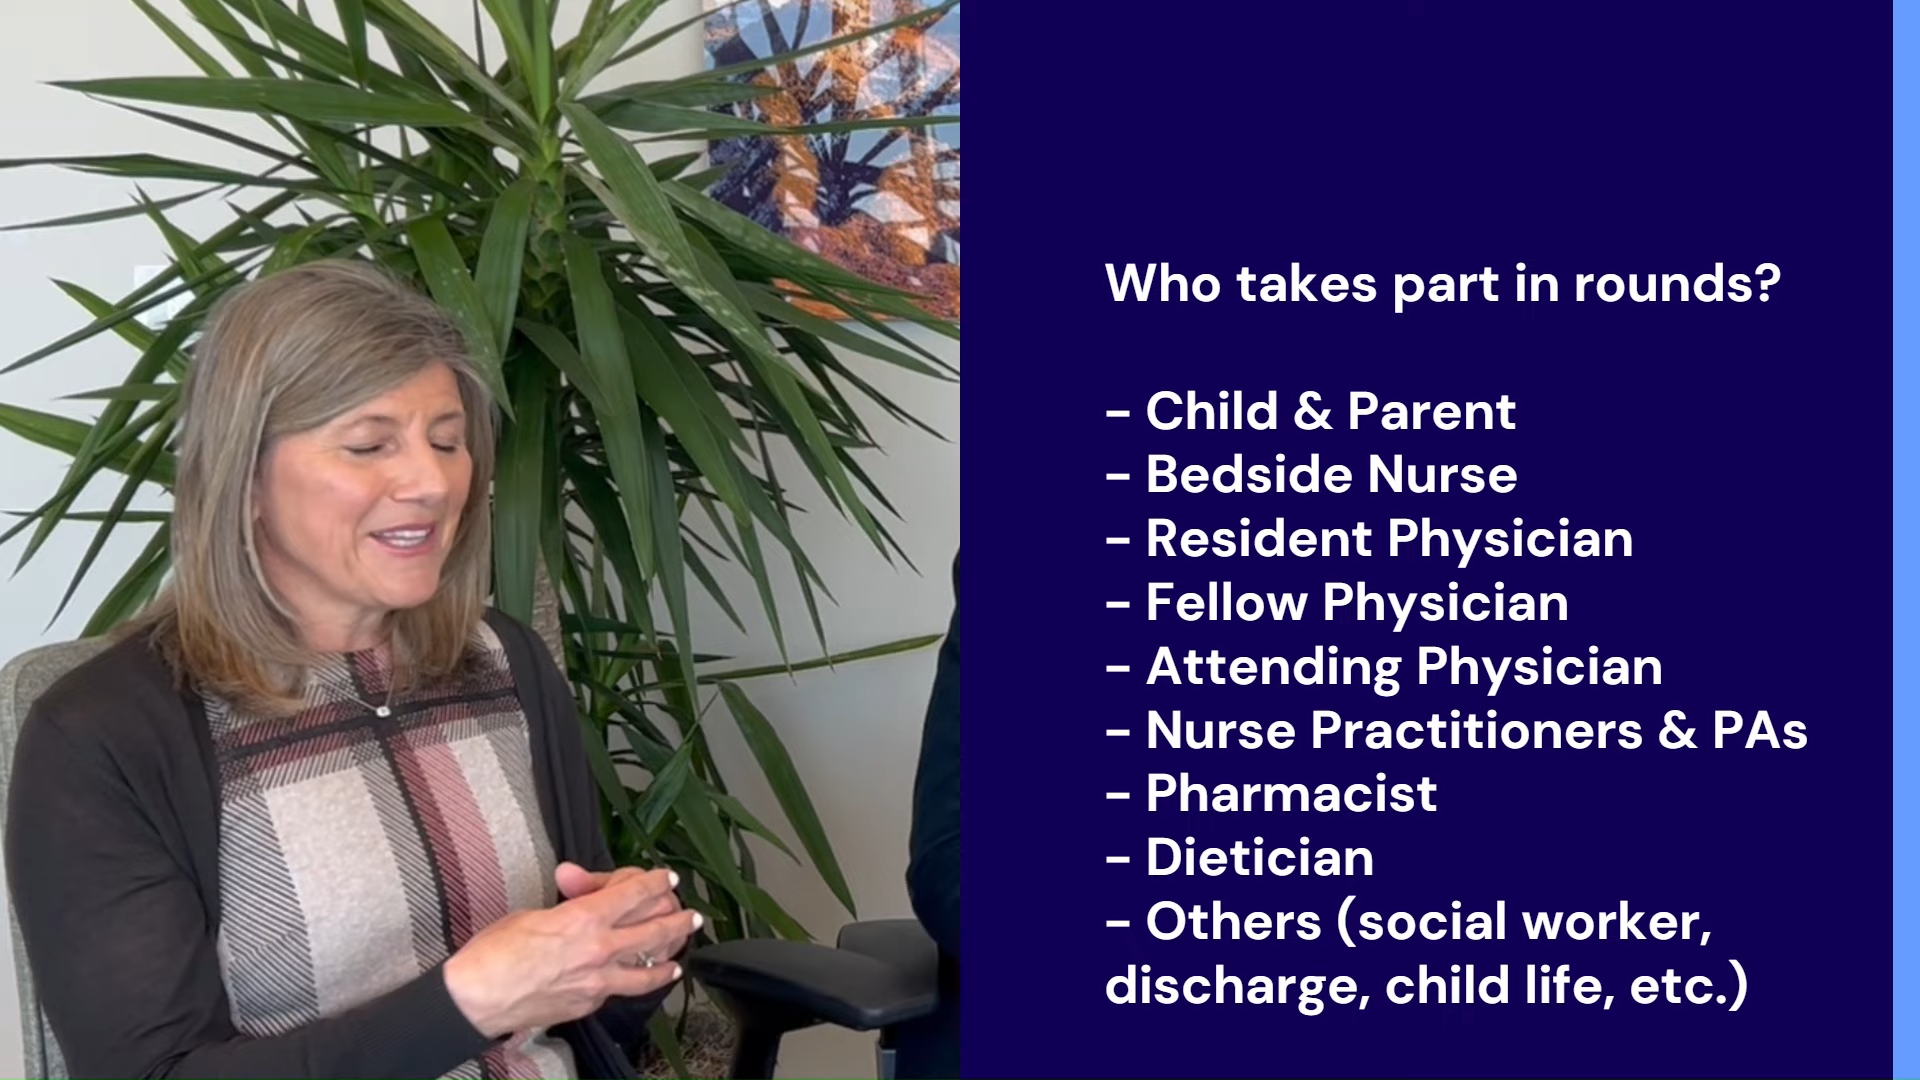 Who takes part in rounds?
- Child & Parent
- Bedside Nurse
- Resident Physician
- Fellow Physician
- Attending Physician
- Nurse Practitioners & PAs
- Pharmacist
- Dietician
- Others (social worker,
discharge, child life, etc.)